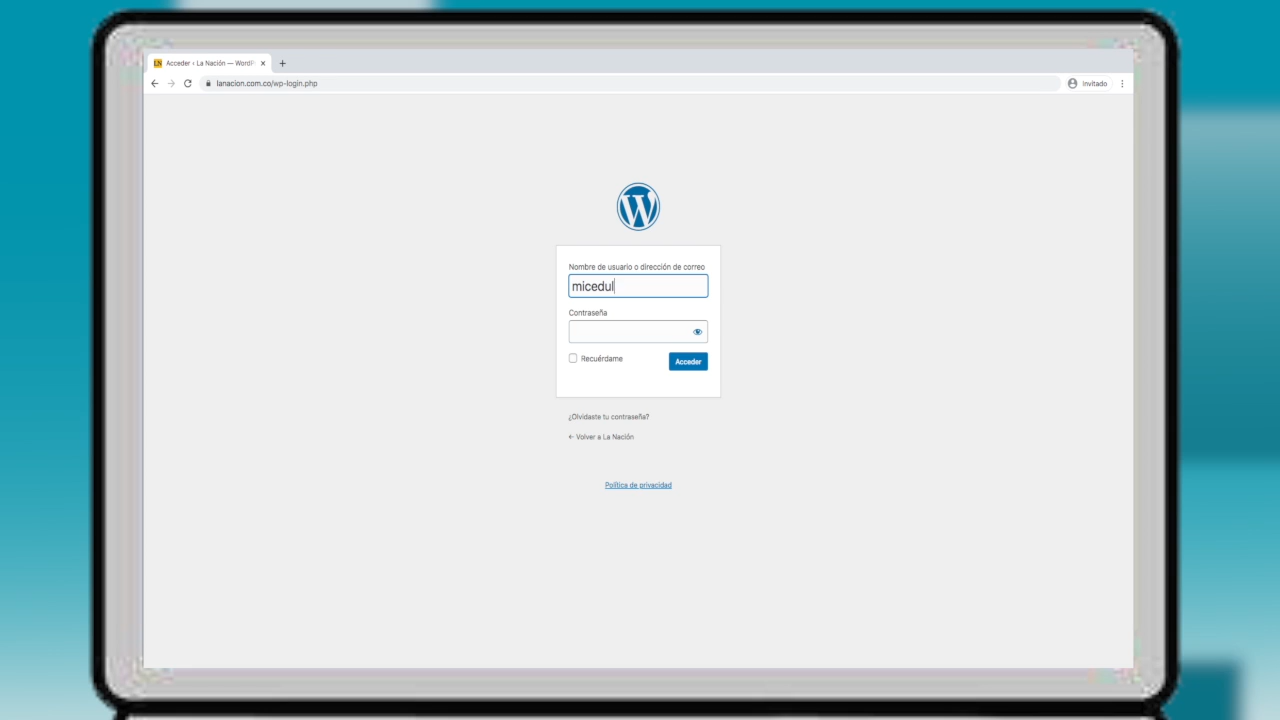 Acceder ‹ La Nación — WordP
lanacion.com.co/wp-login.php
Invitado
Nombre de usuario o dirección de correo
micedul
Contraseña
Recuérdame
Acceder
¿Olvidaste tu contraseña?
← Volver a La Nación
Política de privacidad